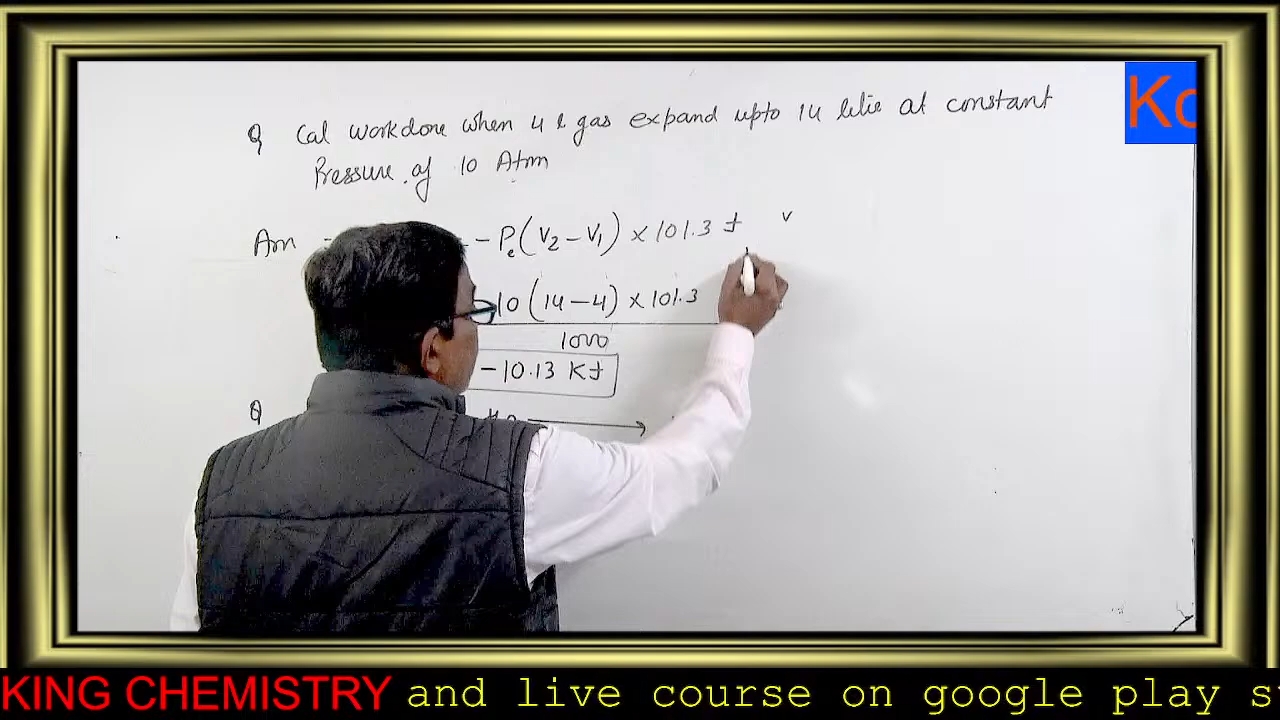 Q Cal workdone when 4 l gas expand upto 14 litre at constant
Pressure of 10 Atm
Ans - Pe(V2 - V1) × 101.3 J v
10 (14 - 4) × 101.3
1000
- 10.13 KJ
Q
Ko
KING CHEMISTRY and live course on google play s